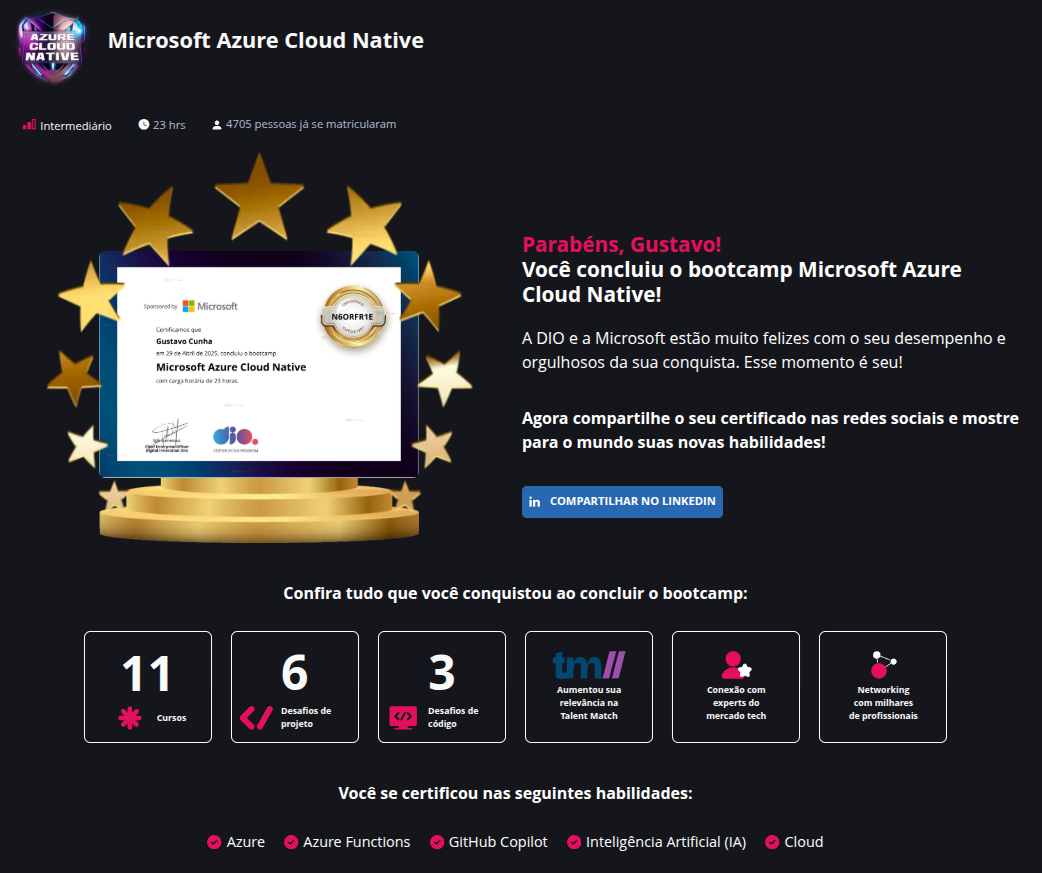 AZURE
CLOUD
NATIVE
Microsoft Azure Cloud Native
Intermediário
23 hrs
4705 pessoas já se matricularam
Sponsored by Microsoft
N6ORFR1E
Certificamos que
Gustavo Cunha
em 29 de Abril de 2025, concluiu o bootcamp
Microsoft Azure Cloud Native
com carga horária de 23 horas.
Chief Enterprise Officer
Digital Innovation One
dio.
CERTIFICATION PROGRAM
Parabéns, Gustavo!
Você concluiu o bootcamp Microsoft Azure
Cloud Native!
A DIO e a Microsoft estão muito felizes com o seu desempenho e
orgulhosos da sua conquista. Esse momento é seu!
Agora compartilhe o seu certificado nas redes sociais e mostre
para o mundo suas novas habilidades!
in COMPARTILHAR NO LINKEDIN
Confira tudo que você conquistou ao concluir o bootcamp:
11
Cursos
6
Desafios de
projeto
3
Desafios de
código
tm//
Aumentou sua
relevância na
Talent Match
Conexão com
experts do
mercado tech
Networking
com milhares
de profissionais
Você se certificou nas seguintes habilidades:
Azure
Azure Functions
GitHub Copilot
Inteligência Artificial (IA)
Cloud